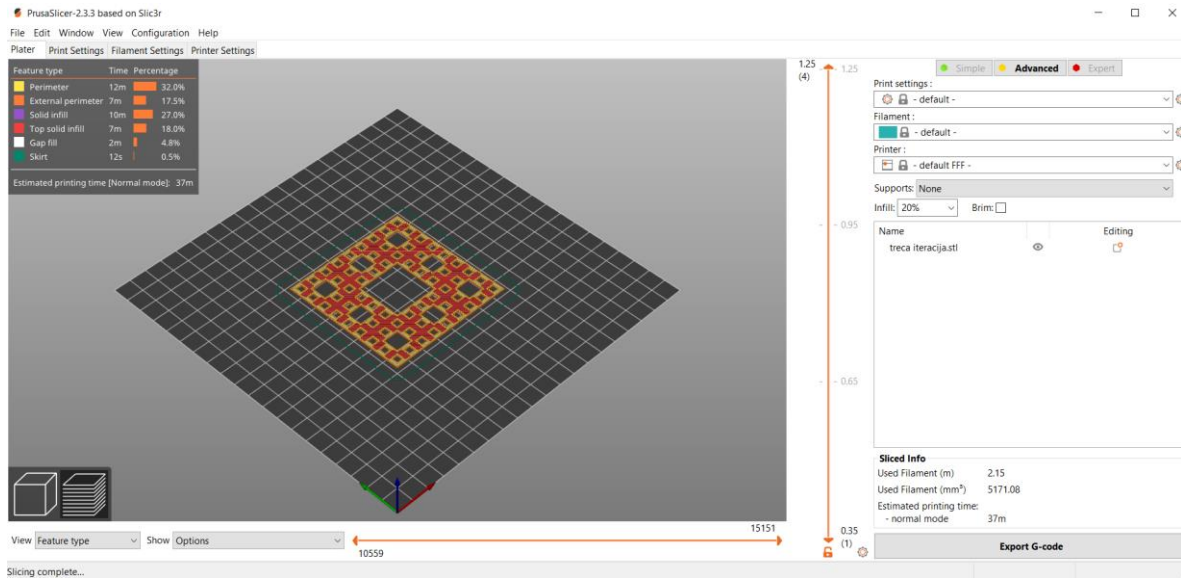 PrusaSlicer-2.3.3 based on Slic3r
File Edit Window View Configuration Help
Plater Print Settings Filament Settings Printer Settings
Feature type Time Percentage
Perimeter 12m 32.0%
External perimeter 7m 17.5%
Solid infill 10m 27.0%
Top solid infill 7m 18.0%
Gap fill 2m 4.8%
Skirt 12s 0.5%
Estimated printing time [Normal mode]: 37m
1.25
(4)
1.25
0.95
0.65
0.35
(1)
Simple Advanced Expert
Print settings :
- default -
Filament :
- default -
Printer :
- default FFF -
Supports: None
Infill: 20% Brim:
Name Editing
treca iteracija.stl
Sliced Info
Used Filament (m) 2.15
Used Filament (mm³) 5171.08
Estimated printing time:
- normal mode 37m
Export G-code
View Feature type Show Options
15151
10559
Slicing complete...